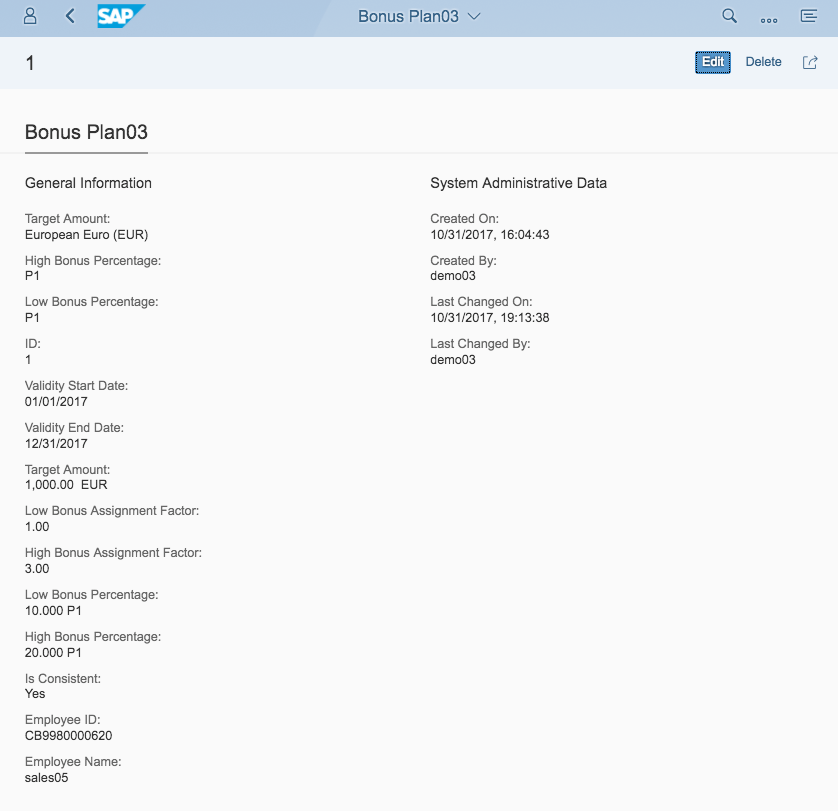 SAP
Bonus Plan03
1
Edit
Delete
Bonus Plan03
General Information
Target Amount:
European Euro (EUR)
High Bonus Percentage:
P1
Low Bonus Percentage:
P1
ID:
1
Validity Start Date:
01/01/2017
Validity End Date:
12/31/2017
Target Amount:
1,000.00 EUR
Low Bonus Assignment Factor:
1.00
High Bonus Assignment Factor:
3.00
Low Bonus Percentage:
10.000 P1
High Bonus Percentage:
20.000 P1
Is Consistent:
Yes
Employee ID:
CB9980000620
Employee Name:
sales05
System Administrative Data
Created On:
10/31/2017, 16:04:43
Created By:
demo03
Last Changed On:
10/31/2017, 19:13:38
Last Changed By:
demo03